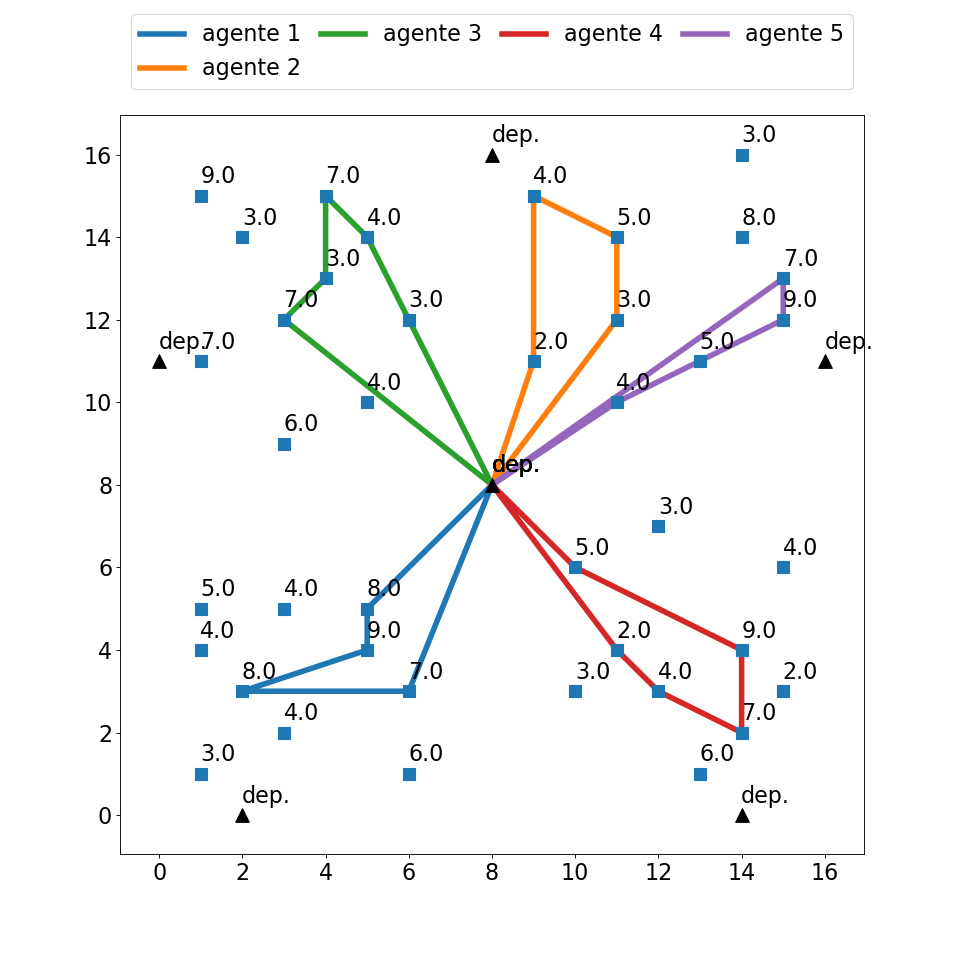 agente 1 agente 3 agente 4 agente 5
agente 2
dep. 3.0
16
9.0 7.0 4.0
3.0 4.0 5.0 8.0
14
3.0 7.0
7.0 3.0 3.0 9.0
12
dep. 7.0 2.0 5.0 dep.
4.0 4.0
10
6.0
dep.
8
3.0
5.0 4.0
6
5.0 4.0 8.0
4.0 9.0 2.0 9.0
4
8.0 7.0 3.0 4.0 2.0
4.0 7.0
2
3.0 6.0 6.0
dep. dep.
0
0 2 4 6 8 10 12 14 16